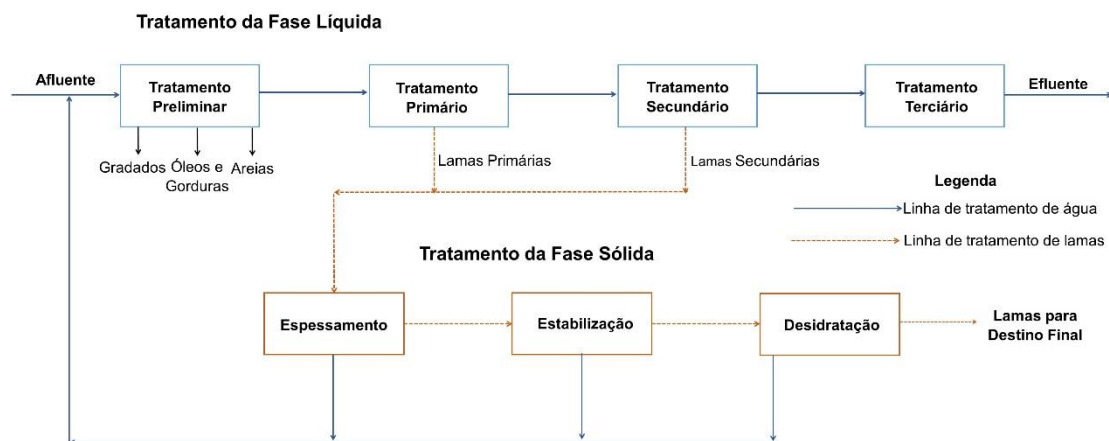 Tratamento da Fase Líquida
Afluente
Tratamento
Preliminar
Tratamento
Primário
Tratamento
Secundário
Tratamento
Terciário
Efluente
Gradados
Óleos e
Gorduras
Areias
Lamas Primárias
Lamas Secundárias
Legenda
Linha de tratamento de água
Linha de tratamento de lamas
Tratamento da Fase Sólida
Espessamento
Estabilização
Desidratação
Lamas para
Destino Final